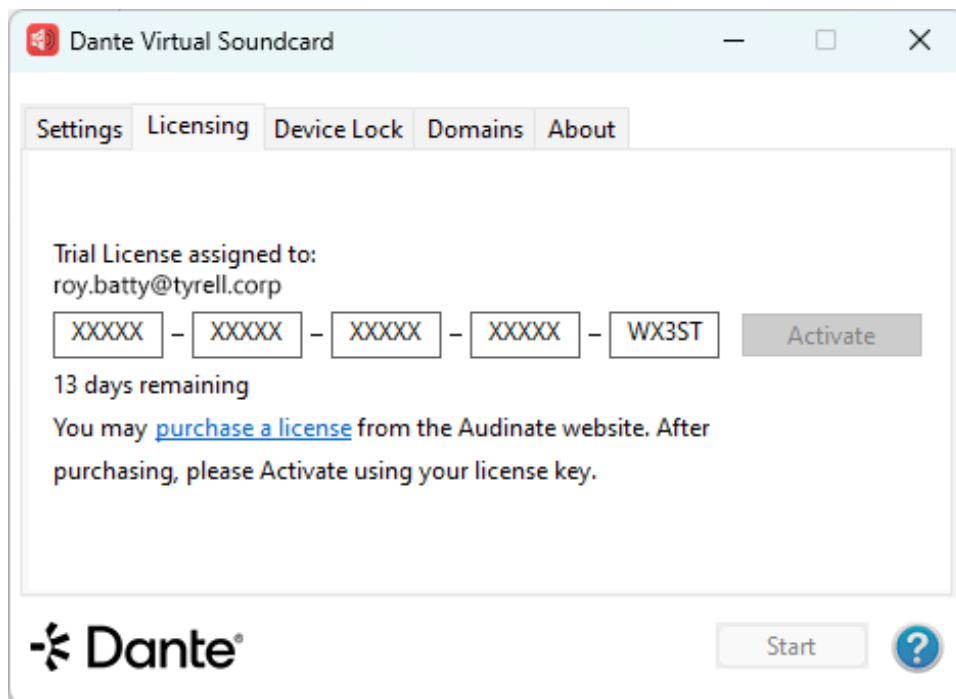 Dante Virtual Soundcard
Settings Licensing Device Lock Domains About
Trial License assigned to:
roy.batty@tyrell.corp
XXXXX – XXXXX – XXXXX – XXXXX – WX3ST Activate
13 days remaining
You may purchase a license from the Audinate website. After
purchasing, please Activate using your license key.
Dante® Start ?